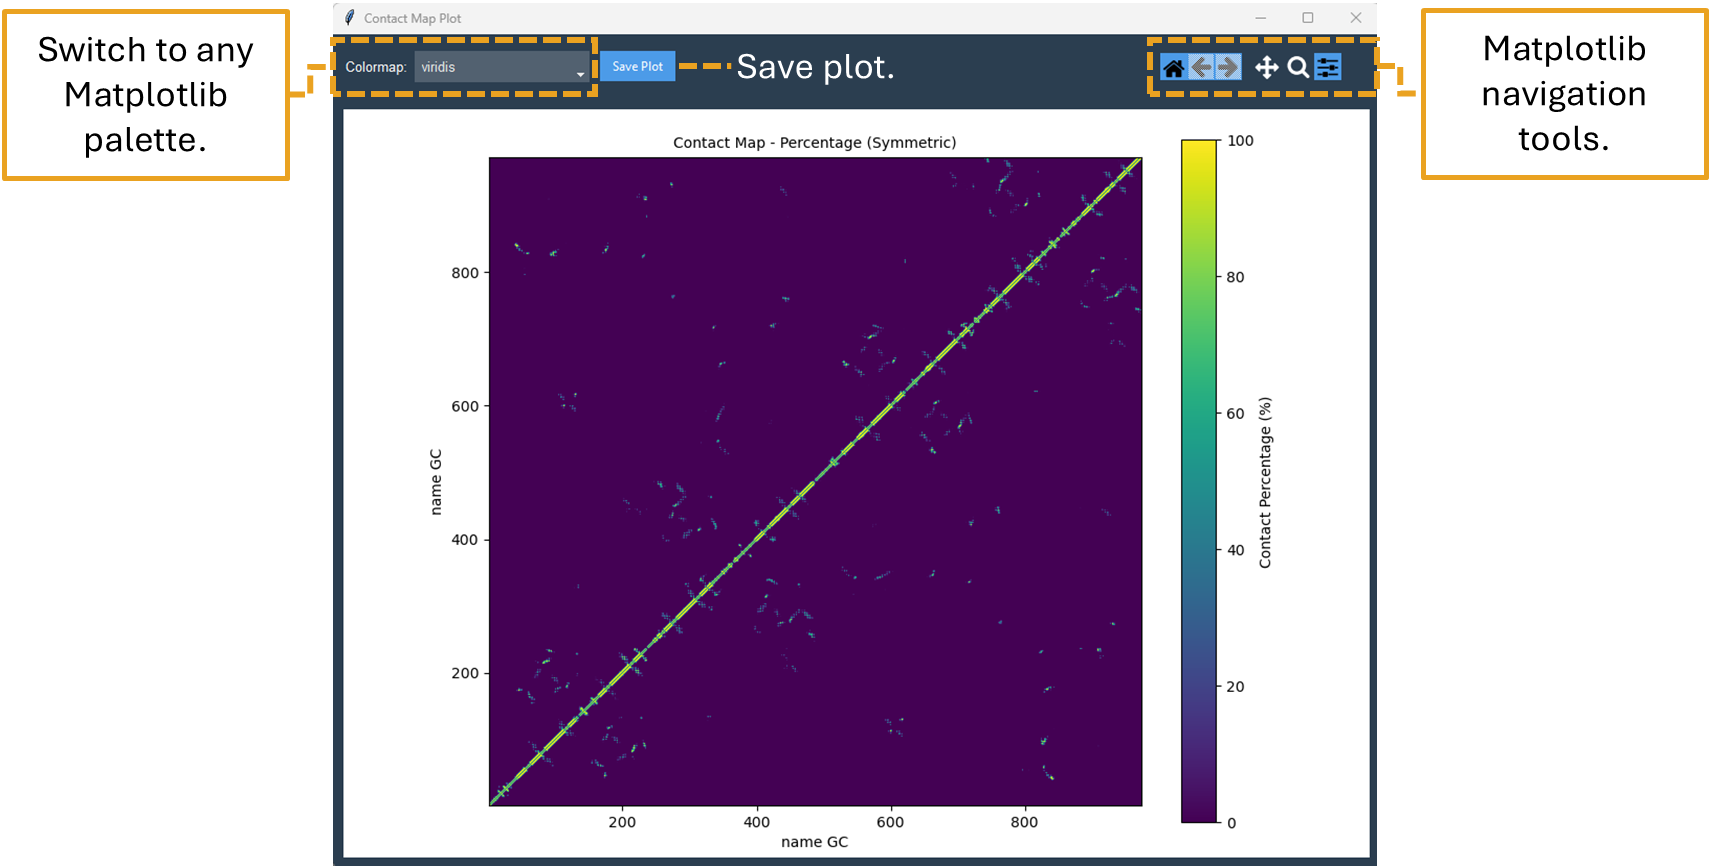 Contact Map Plot
Switch to any
Matplotlib
palette.
Colormap:
viridis
Save Plot
Save plot.
Matplotlib
navigation
tools.
Contact Map - Percentage (Symmetric)
name GC
800
600
400
200
200
400
600
800
name GC
100
80
60
40
20
0
Contact Percentage (%)